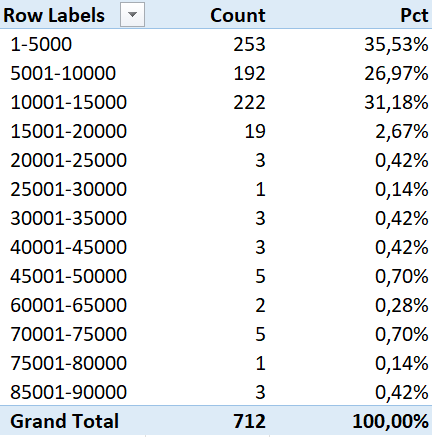 Row Labels Count Pct
1-5000 253 35,53%
5001-10000 192 26,97%
10001-15000 222 31,18%
15001-20000 19 2,67%
20001-25000 3 0,42%
25001-30000 1 0,14%
30001-35000 3 0,42%
40001-45000 3 0,42%
45001-50000 5 0,70%
60001-65000 2 0,28%
70001-75000 5 0,70%
75001-80000 1 0,14%
85001-90000 3 0,42%
Grand Total 712 100,00%